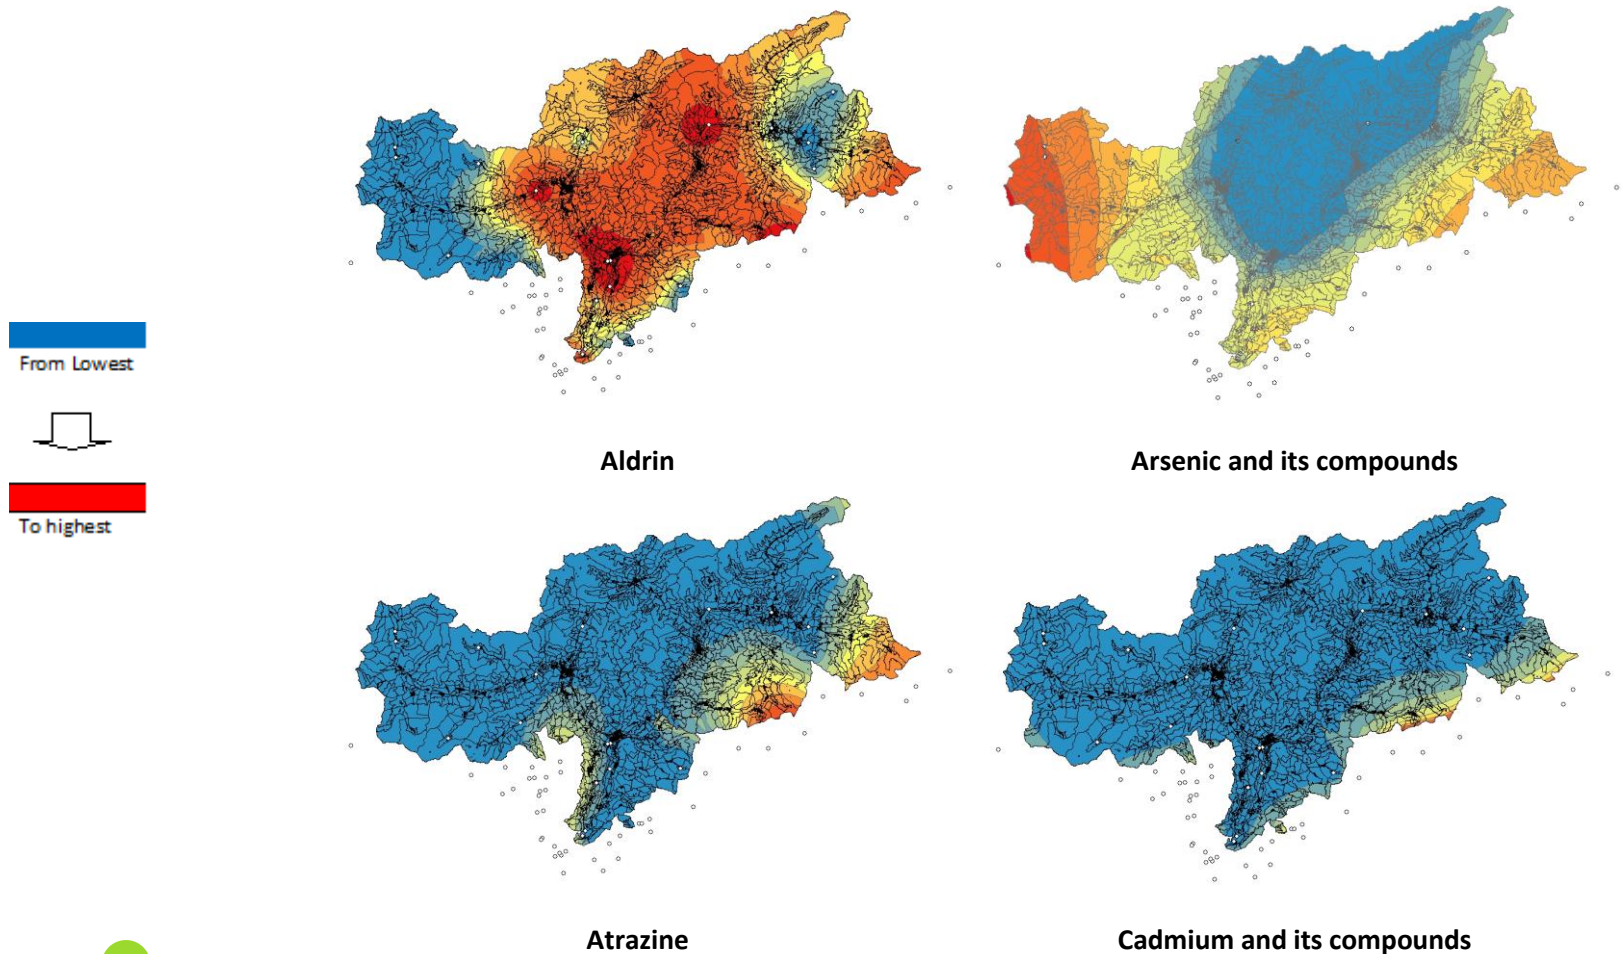 From Lowest
To highest
Aldrin
Arsenic and its compounds
Atrazine
Cadmium and its compounds